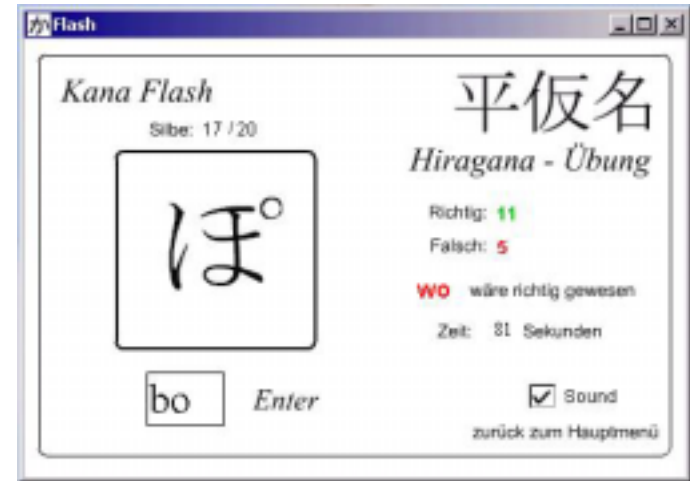 か Flash
Kana Flash
平仮名
Silbe: 17 / 20
Hiragana - Übung
ぽ
Richtig: 11
Falsch: 5
wo wäre richtig gewesen
Zeit: 81 Sekunden
bo Enter
Sound
zurück zum Hauptmenü